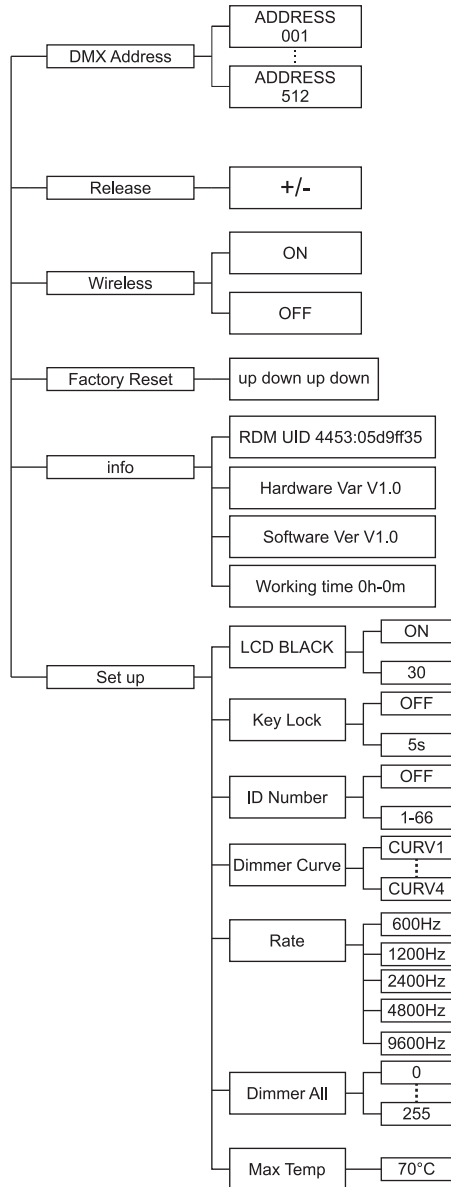 DMX Address
ADDRESS
001
ADDRESS
512
Release
+/-
Wireless
ON
OFF
Factory Reset
up down up down
info
RDM UID 4453:05d9ff35
Hardware Var V1.0
Software Ver V1.0
Working time 0h-0m
Set up
LCD BLACK
ON
30
Key Lock
OFF
5s
ID Number
OFF
1-66
Dimmer Curve
CURV1
CURV4
Rate
600Hz
1200Hz
2400Hz
4800Hz
9600Hz
Dimmer All
0
255
Max Temp
70°C